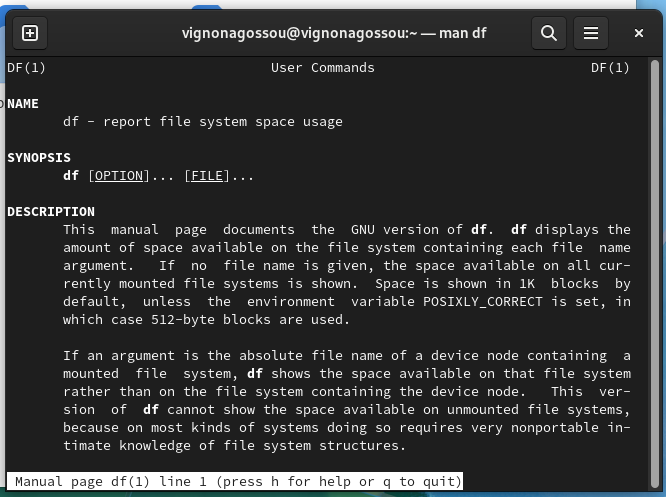 vignonagossou@vignonagossou:~ — man df
DF(1) User Commands DF(1)
NAME
df - report file system space usage
SYNOPSIS
df [OPTION]... [FILE]...
DESCRIPTION
This manual page documents the GNU version of df. df displays the
amount of space available on the file system containing each file name
argument. If no file name is given, the space available on all cur-
rently mounted file systems is shown. Space is shown in 1K blocks by
default, unless the environment variable POSIXLY_CORRECT is set, in
which case 512-byte blocks are used.
If an argument is the absolute file name of a device node containing a
mounted file system, df shows the space available on that file system
rather than on the file system containing the device node. This ver-
sion of df cannot show the space available on unmounted file systems,
because on most kinds of systems doing so requires very nonportable in-
timate knowledge of file system structures.
Manual page df(1) line 1 (press h for help or q to quit)